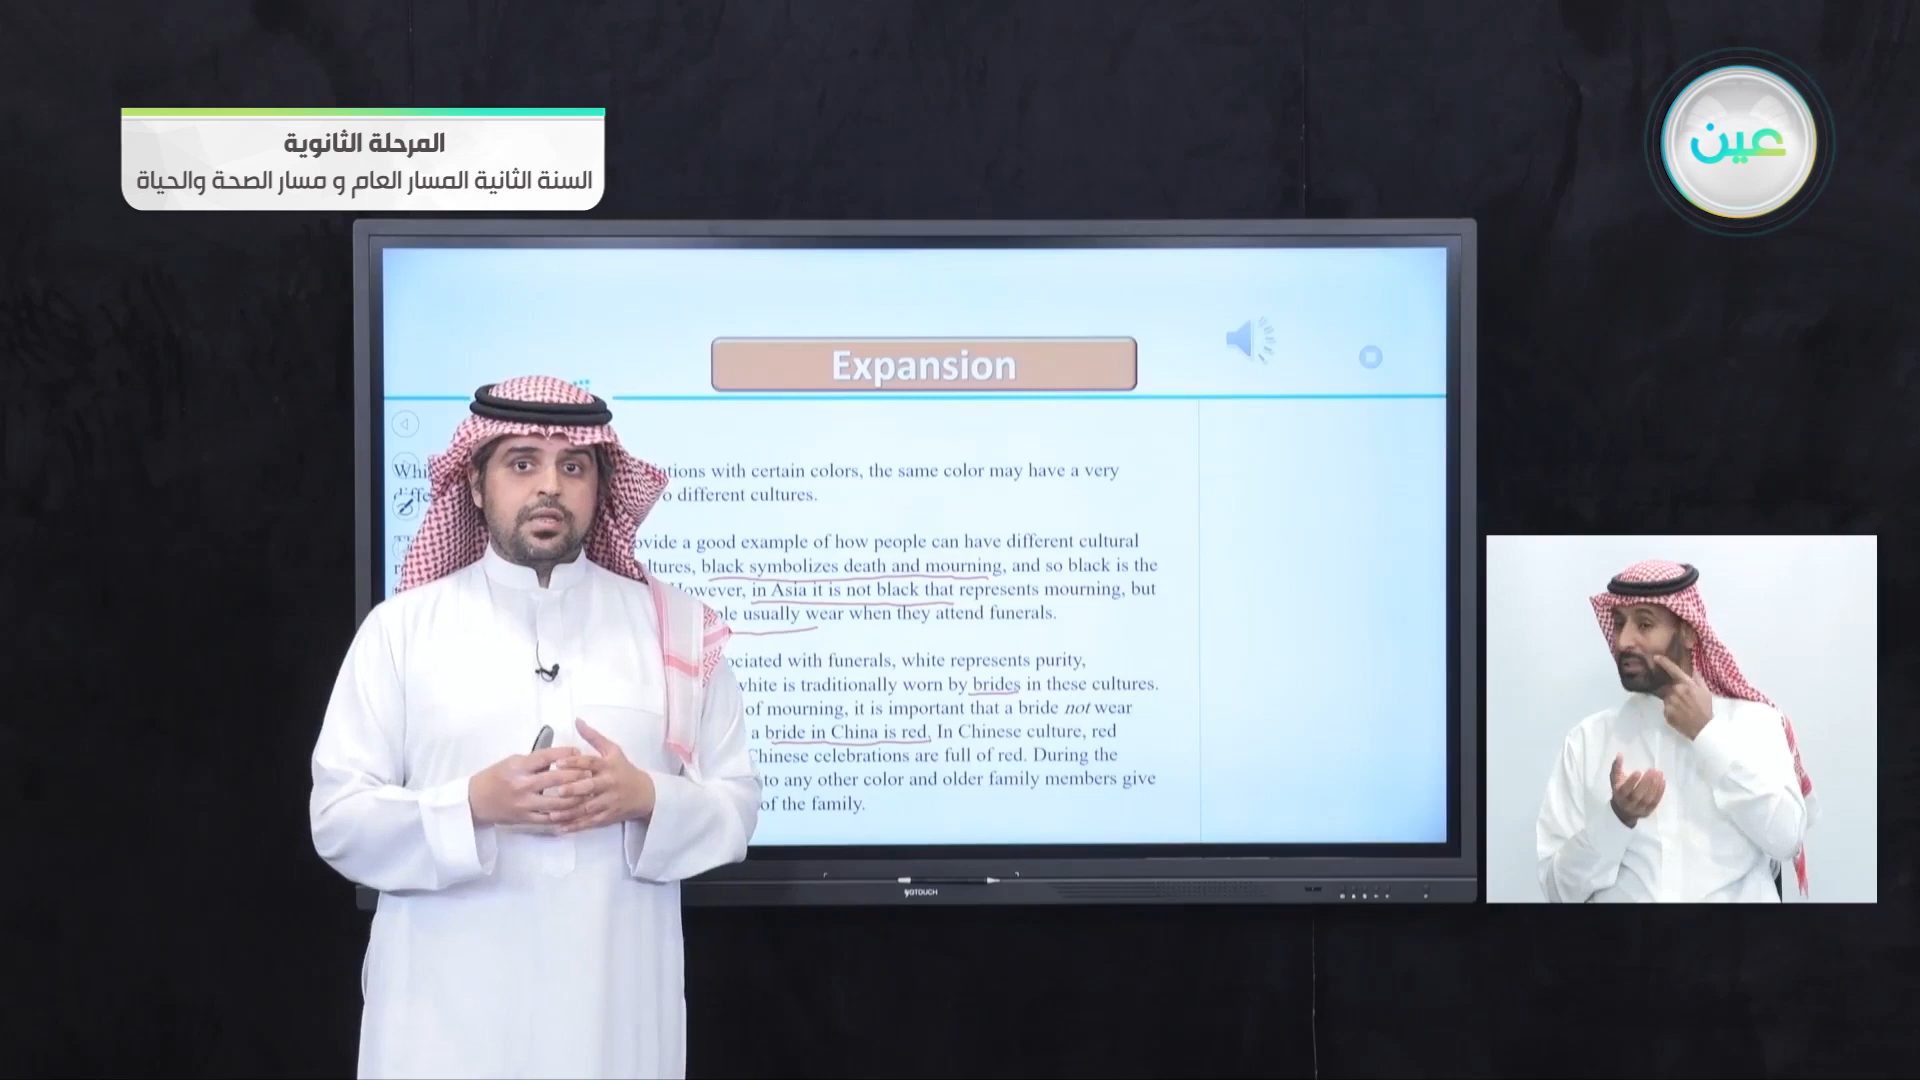 المرحلة الثانوية
السنة الثانية المسار العام و مسار الصحة والحياة
عين
Expansion
with certain colors, the same color may have a very
different cultures.
a good example of how people can have different cultural
black symbolizes death and mourning, and so black is the
However, in Asia it is not black that represents mourning, but
usually wear when they attend funerals.
with funerals, white represents purity,
white is traditionally worn by brides in these cultures.
of mourning, it is important that a bride not wear
a bride in China is red. In Chinese culture, red
Chinese celebrations are full of red. During the
to any other color and older family members give
of the family.